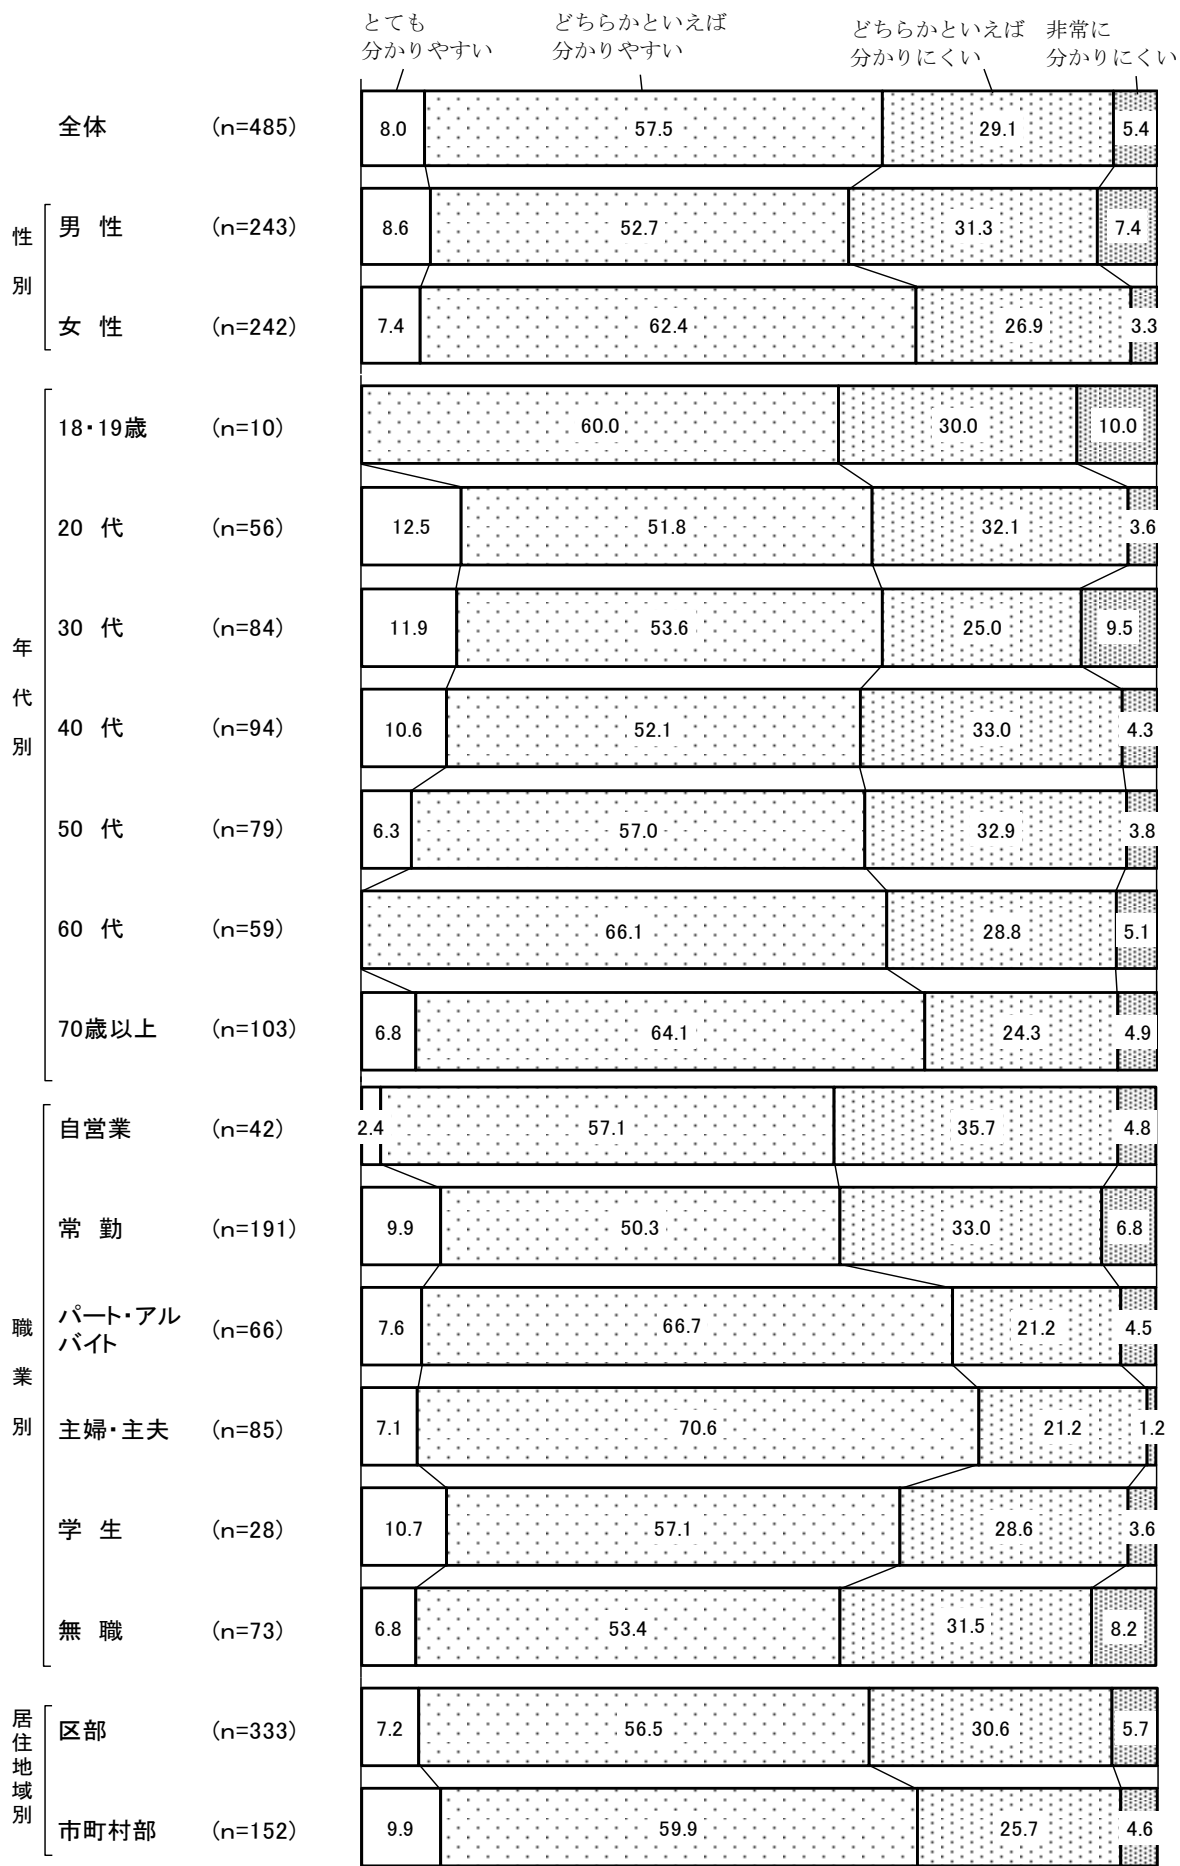 とても
分かりやすい
どちらかといえば
分かりやすい
どちらかといえば
分かりにくい
非常に
分かりにくい
全体 (n=485) 8.0 57.5 29.1 5.4
性別
男 性 (n=243) 8.6 52.7 31.3 7.4
女 性 (n=242) 7.4 62.4 26.9 3.3
年代別
18・19歳 (n=10) 60.0 30.0 10.0
20 代 (n=56) 12.5 51.8 32.1 3.6
30 代 (n=84) 11.9 53.6 25.0 9.5
40 代 (n=94) 10.6 52.1 33.0 4.3
50 代 (n=79) 6.3 57.0 32.9 3.8
60 代 (n=59) 66.1 28.8 5.1
70歳以上 (n=103) 6.8 64.1 24.3 4.9
職業別
自営業 (n=42) 2.4 57.1 35.7 4.8
常 勤 (n=191) 9.9 50.3 33.0 6.8
パート・アル
バイト (n=66) 7.6 66.7 21.2 4.5
主婦・主夫 (n=85) 7.1 70.6 21.2 1.2
学 生 (n=28) 10.7 57.1 28.6 3.6
無 職 (n=73) 6.8 53.4 31.5 8.2
居住地域別
区部 (n=333) 7.2 56.5 30.6 5.7
市町村部 (n=152) 9.9 59.9 25.7 4.6